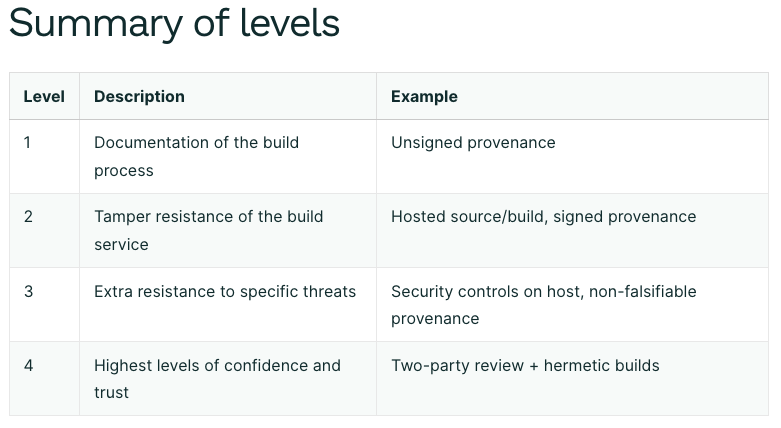 Summary of levels
Level Description Example
1 Documentation of the build Unsigned provenance
process
2 Tamper resistance of the build Hosted source/build, signed provenance
service
3 Extra resistance to specific threats Security controls on host, non-falsifiable
provenance
4 Highest levels of confidence and Two-party review + hermetic builds
trust